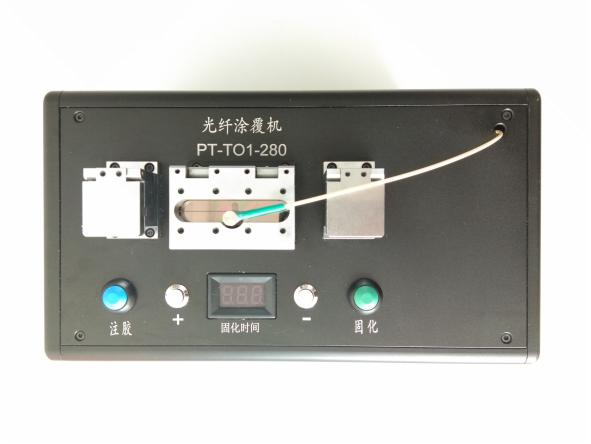 光纤涂覆机
PT-TO1-280
+
-
注胶
固化时间
固化